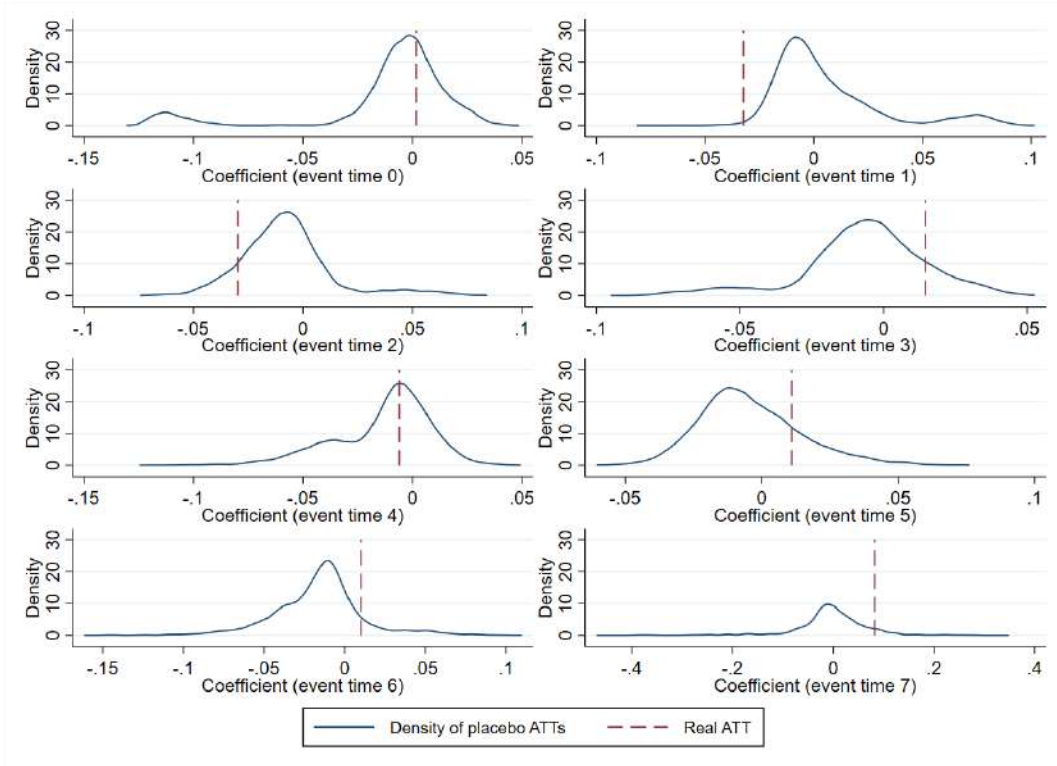 Density
30
20
10
0
-.15 -.1 -.05 0 .05
Coefficient (event time 0)
Density
30
20
10
0
-.1 -.05 0 .05 .1
Coefficient (event time 1)
Density
30
20
10
0
-.1 -.05 0 .05 .1
Coefficient (event time 2)
Density
30
20
10
0
-.1 -.05 0 .05
Coefficient (event time 3)
Density
30
20
10
0
-.15 -.1 -.05 0 .05
Coefficient (event time 4)
Density
30
20
10
0
-.05 0 .05 .1
Coefficient (event time 5)
Density
30
20
10
0
-.15 -.1 -.05 0 .05 .1
Coefficient (event time 6)
Density
30
20
10
0
-.4 -.2 0 .2 .4
Coefficient (event time 7)
Density of placebo ATTs Real ATT